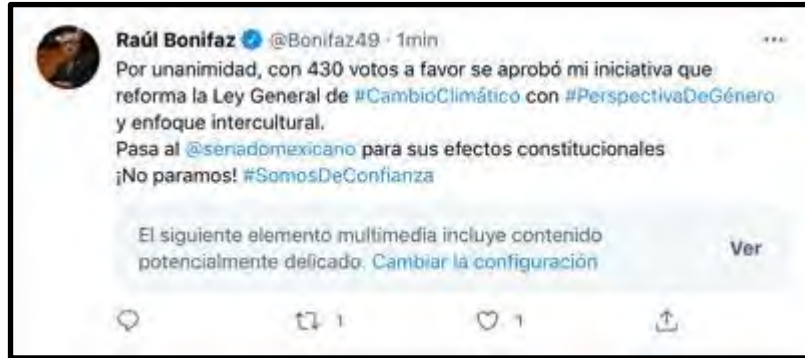 Raúl Bonifaz @Bonifaz49 · 1min
Por unanimidad, con 430 votos a favor se aprobó mi iniciativa que
reforma la Ley General de #CambioClimático con #PerspectivaDeGénero
y enfoque intercultural.
Pasa al @senadomexicano para sus efectos constitucionales
¡No paramos! #SomosDeConfianza
El siguiente elemento multimedia incluye contenido
potencialmente delicado. Cambiar la configuración
Ver
1 1